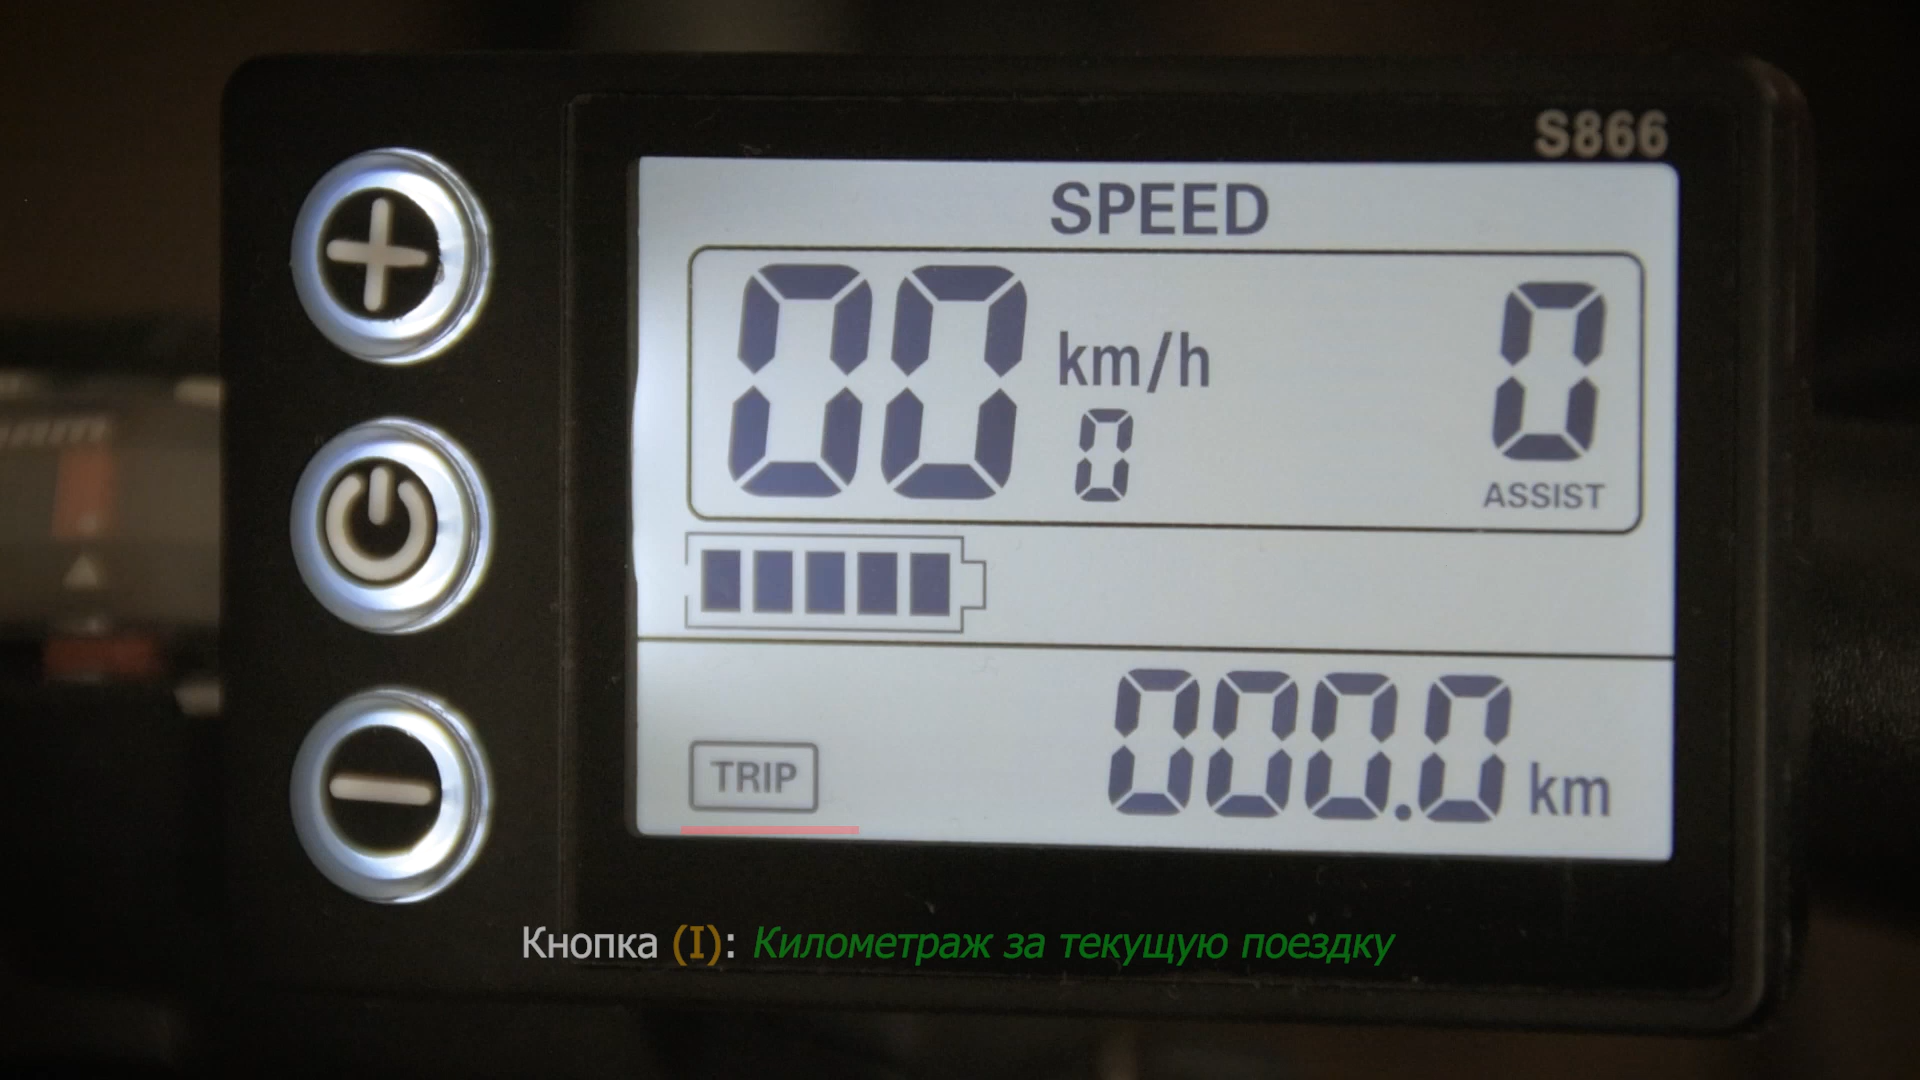 S866
SPEED
00 km/h
0
0
ASSIST
TRIP
000.0 km
Кнопка (I): Километраж за текущую поездку